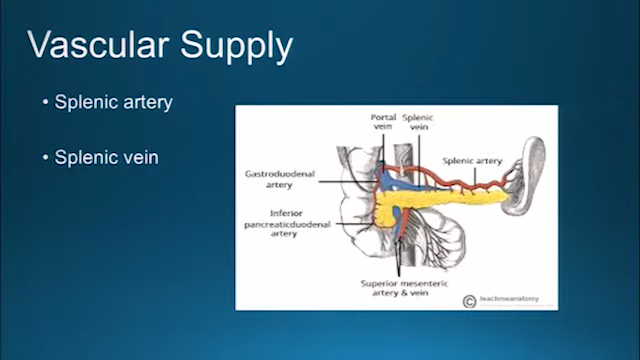 Vascular Supply
• Splenic artery
• Splenic vein
Portal vein
Splenic vein
Splenic artery
Gastroduodenal
artery
Inferior
pancreaticduodenal
artery
Superior mesenteric
artery & vein
© teachmeanatomy